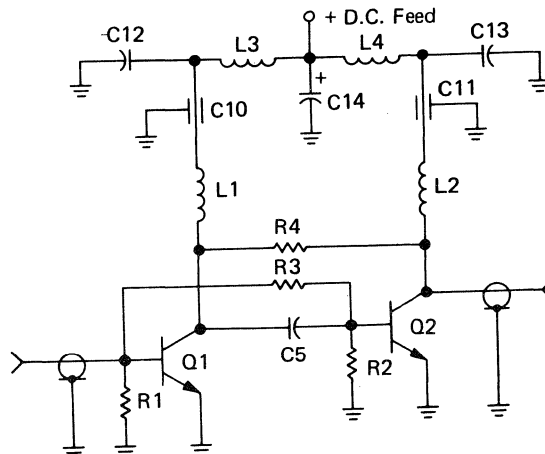 + D.C. Feed
C12
L3
L4
C13
+
C14
C10
C11
L1
L2
R4
R3
Q1
C5
Q2
R1
R2